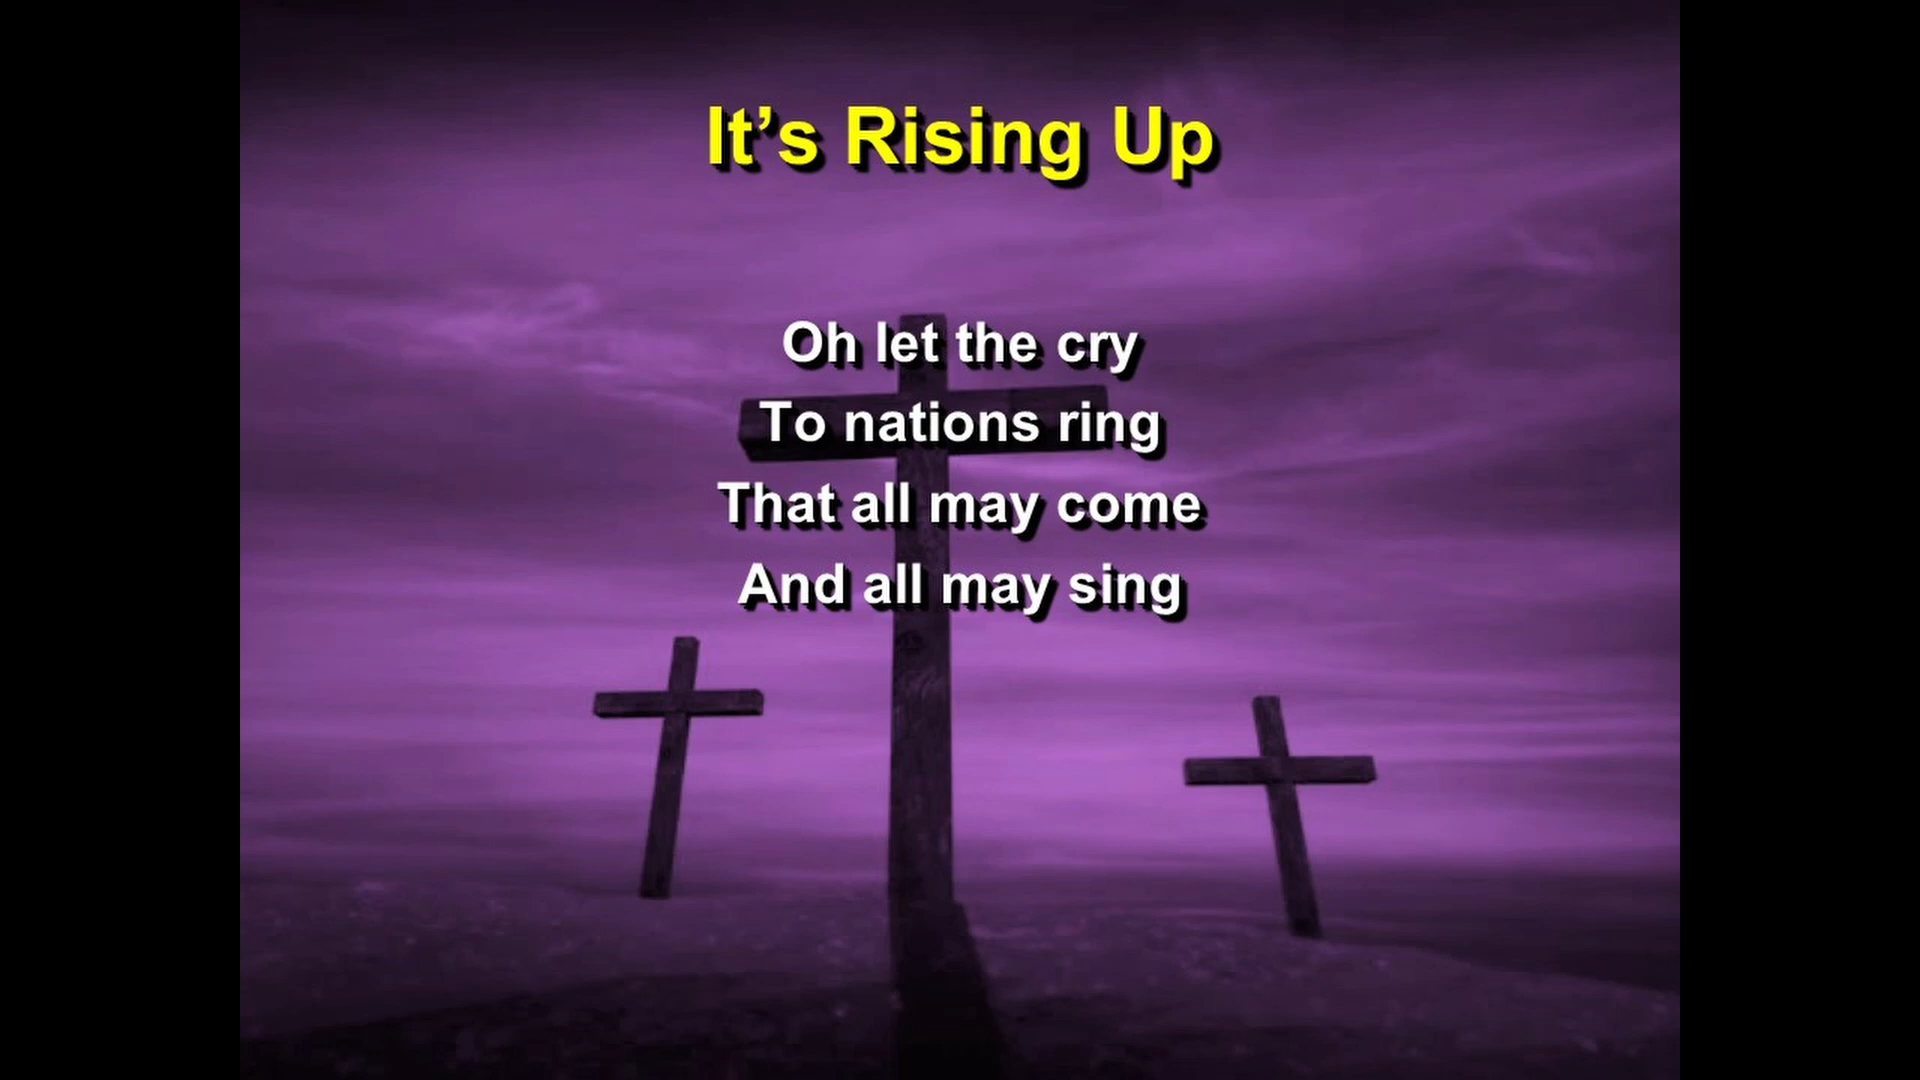 It’s Rising Up
Oh let the cry
To nations ring
That all may come
And all may sing